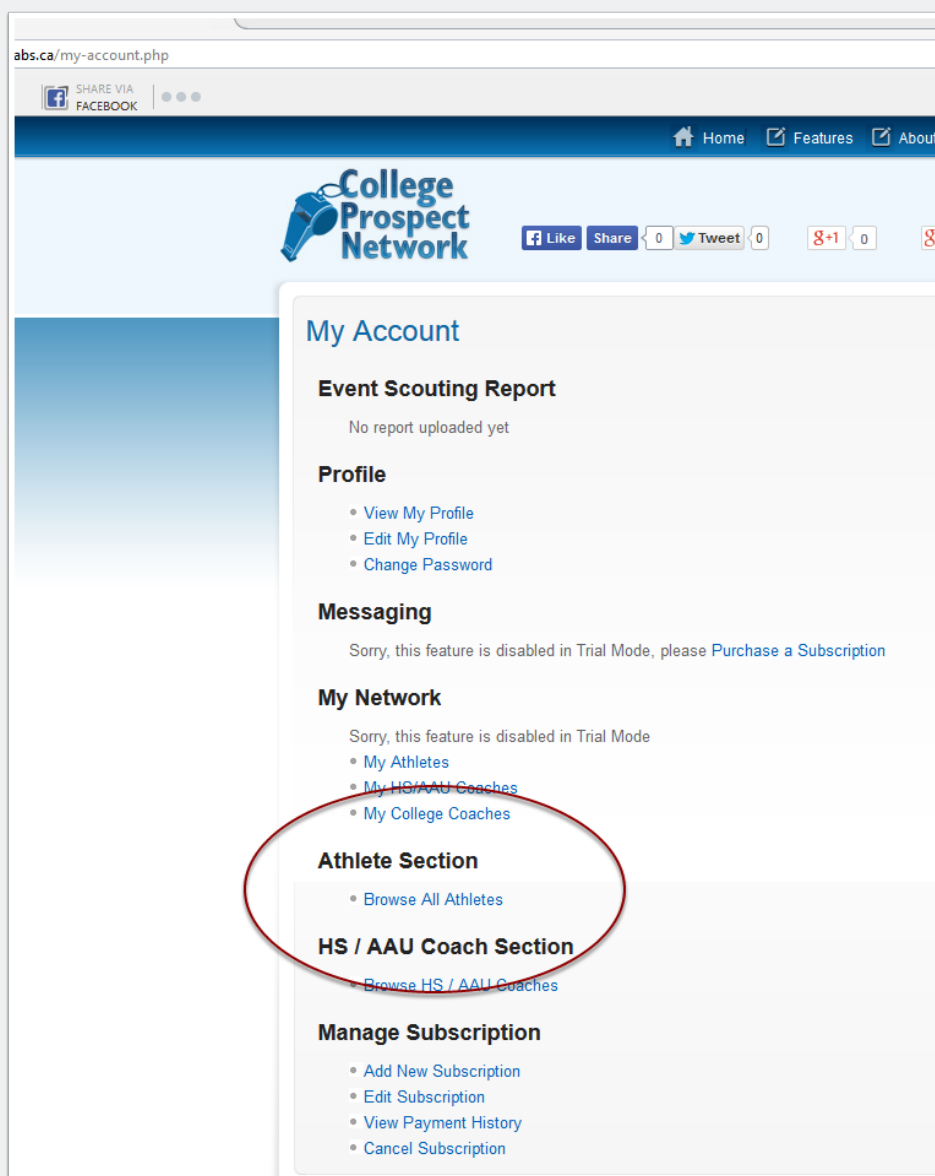 abs.ca/my-account.php
SHARE VIA
FACEBOOK
Home Features About
College
Prospect
Network
Like Share 0 Tweet 0 g+1 0 g
My Account
Event Scouting Report
No report uploaded yet
Profile
View My Profile
Edit My Profile
Change Password
Messaging
Sorry, this feature is disabled in Trial Mode, please Purchase a Subscription
My Network
Sorry, this feature is disabled in Trial Mode
My Athletes
My HS/AAU Coaches
My College Coaches
Athlete Section
Browse All Athletes
HS / AAU Coach Section
Browse HS / AAU Coaches
Manage Subscription
Add New Subscription
Edit Subscription
View Payment History
Cancel Subscription